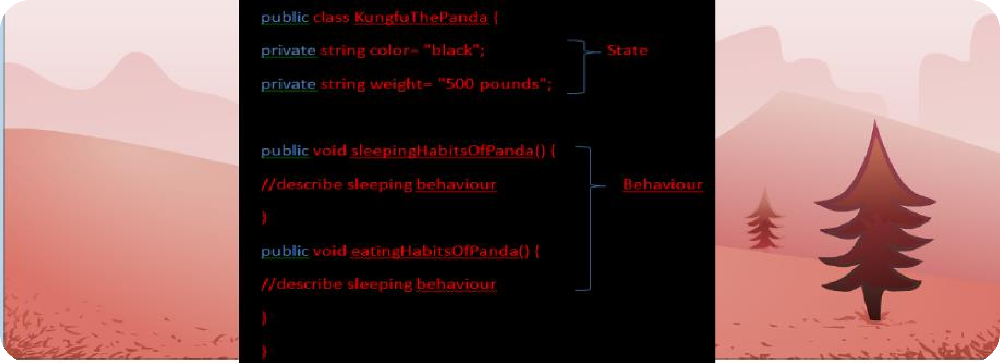 public class KungfuThePanda {
private string color= "black";
State
private string weight= "500 pounds";
public void sleepingHabitsOfPanda() {
//describe sleeping behaviour
Behaviour
}
public void eatingHabitsOfPanda() {
//describe sleeping behaviour
}
}